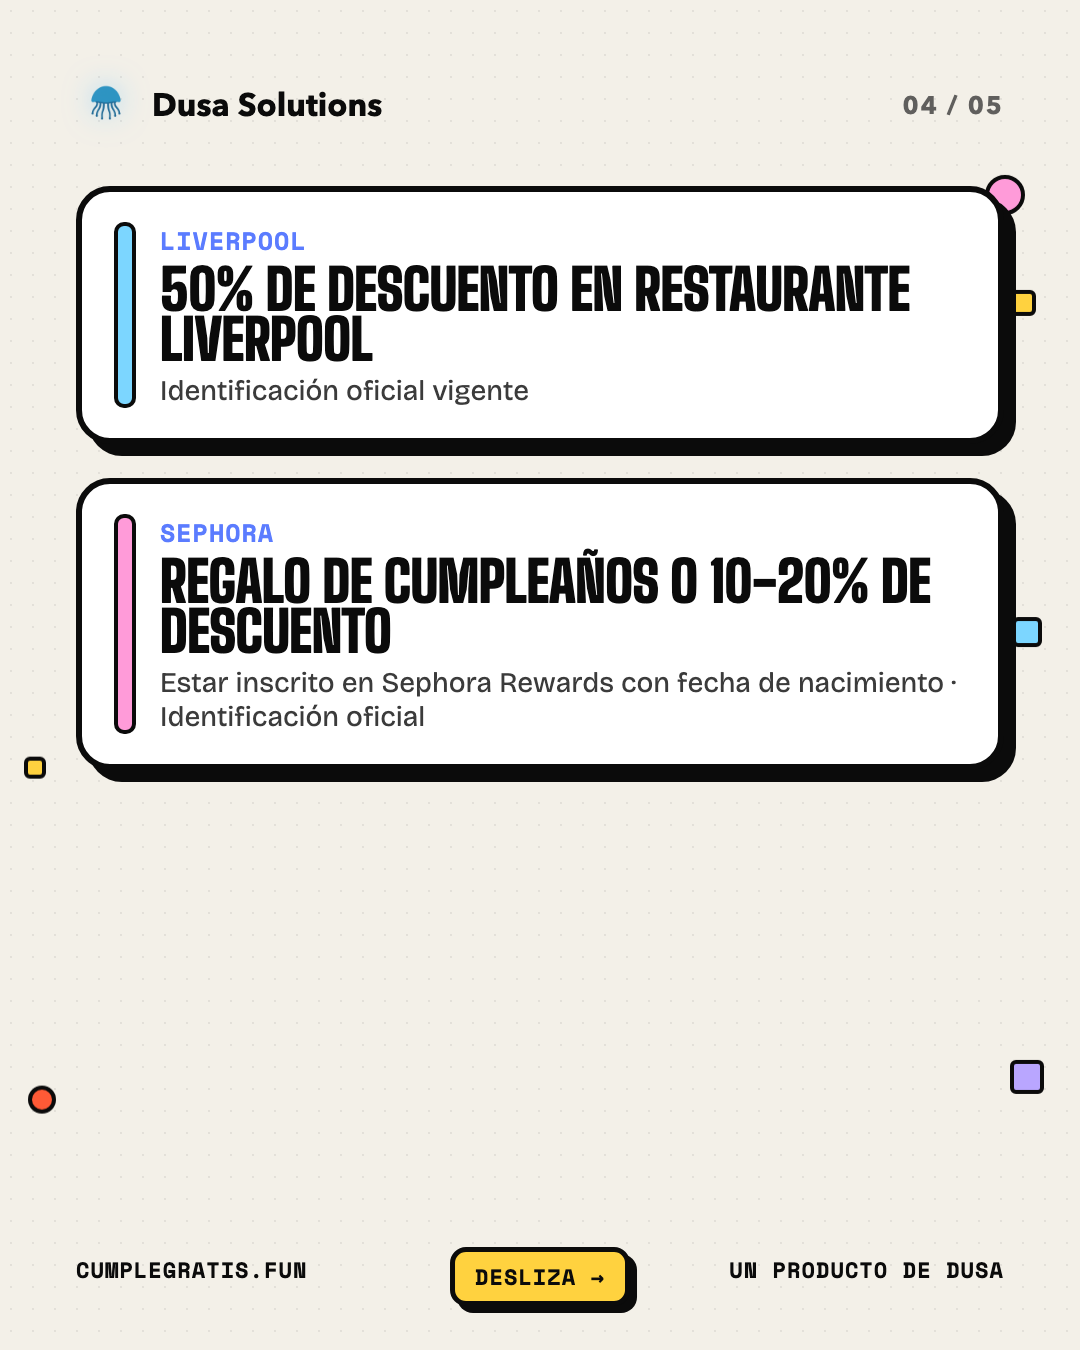 Dusa Solutions
04 / 05
LIVERPOOL
50% DE DESCUENTO EN RESTAURANTE
LIVERPOOL
Identificación oficial vigente
SEPHORA
REGALO DE CUMPLEAÑOS O 10–20% DE
DESCUENTO
Estar inscrito en Sephora Rewards con fecha de nacimiento ·
Identificación oficial
CUMPLEGRATIS.FUN
DESLIZA →
UN PRODUCTO DE DUSA